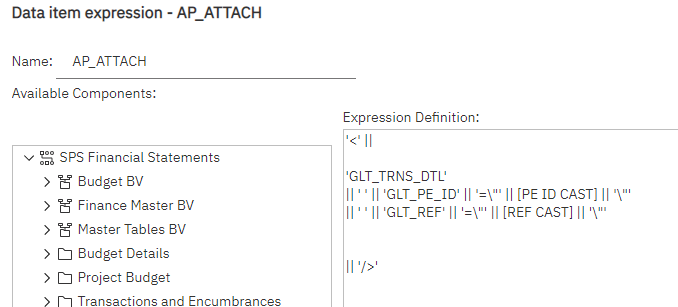 Data item expression - AP_ATTACH
Name: AP_ATTACH
Available Components:
Expression Definition:
SPS Financial Statements
Budget BV
Finance Master BV
Master Tables BV
Budget Details
Project Budget
Transactions and Encumbrances
'<' ||
'GLT_TRNS_DTL'
|| ' ' || 'GLT_PE_ID' || '=\"' || [PE ID CAST] || '\"'
|| ' ' || 'GLT_REF' || '=\"' || [REF CAST] || '\"'
|| '/>'